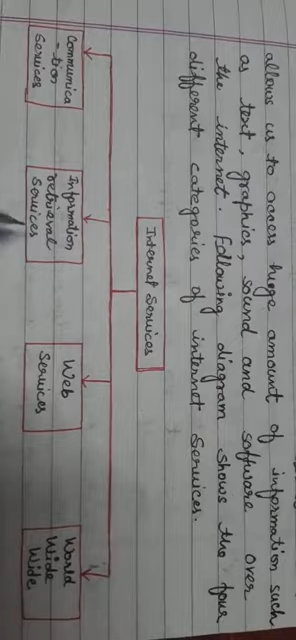 allows us to access huge amount of information such
as text, graphics, sound and software over
the internet. Following diagram shows the four
different categories of internet services.
Internet Services
Communica
-tion
Services
Information
retrieval
Services
Web
Services
World
Wide
Wide